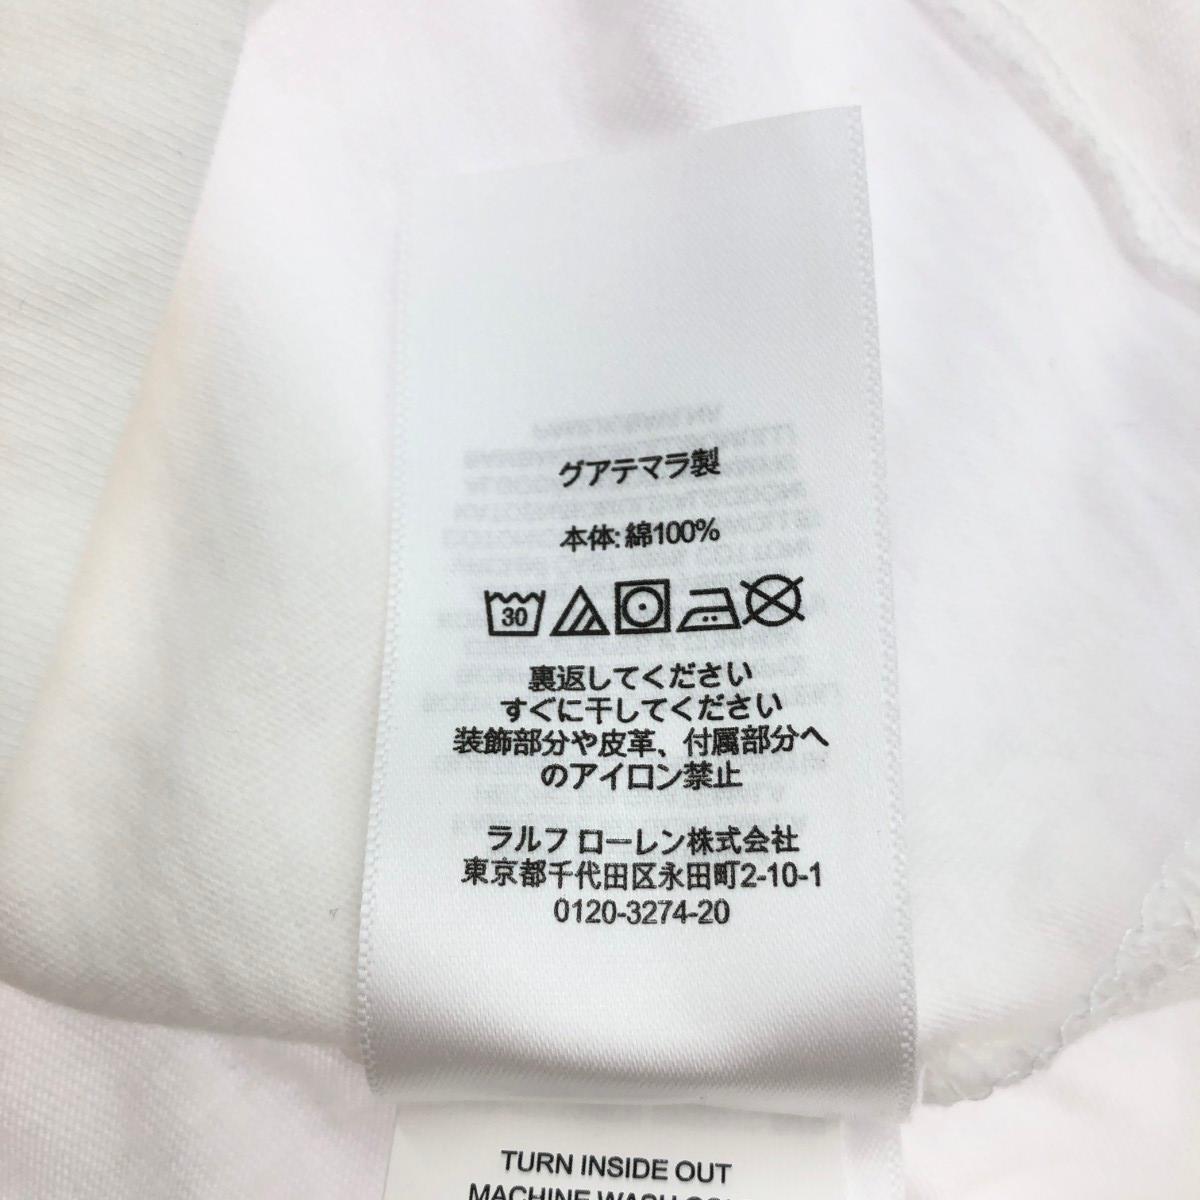 グアテマラ製
本体: 綿100%
30
裏返してください
すぐに干してください
装飾部分や皮革、付属部分へ
のアイロン禁止
ラルフ ローレン株式会社
東京都千代田区永田町2-10-1
0120-3274-20
TURN INSIDE OUT
MACHINE WASH